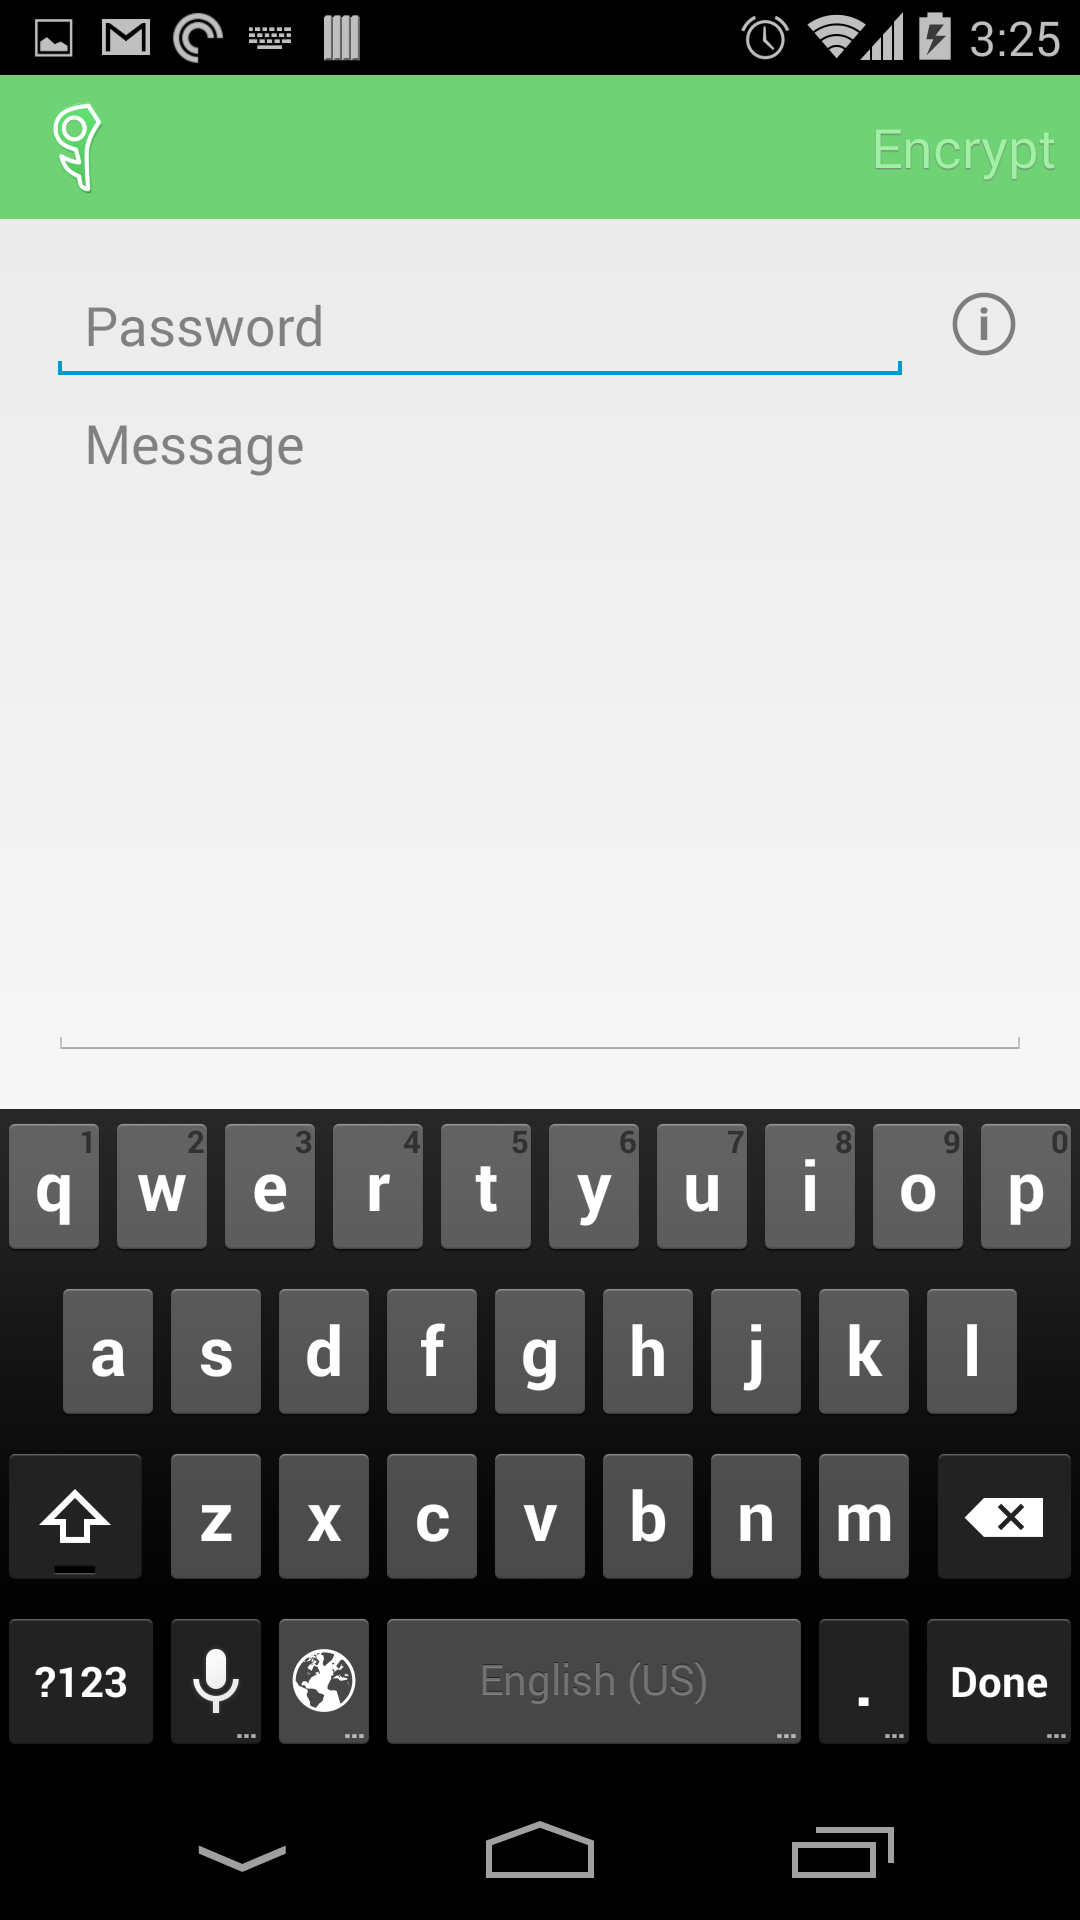 3:25
Encrypt
Password
Message
1 2 3 4 5 6 7 8 9 0
q w e r t y u i o p
a s d f g h j k l
z x c v b n m
?123 English (US) . Done